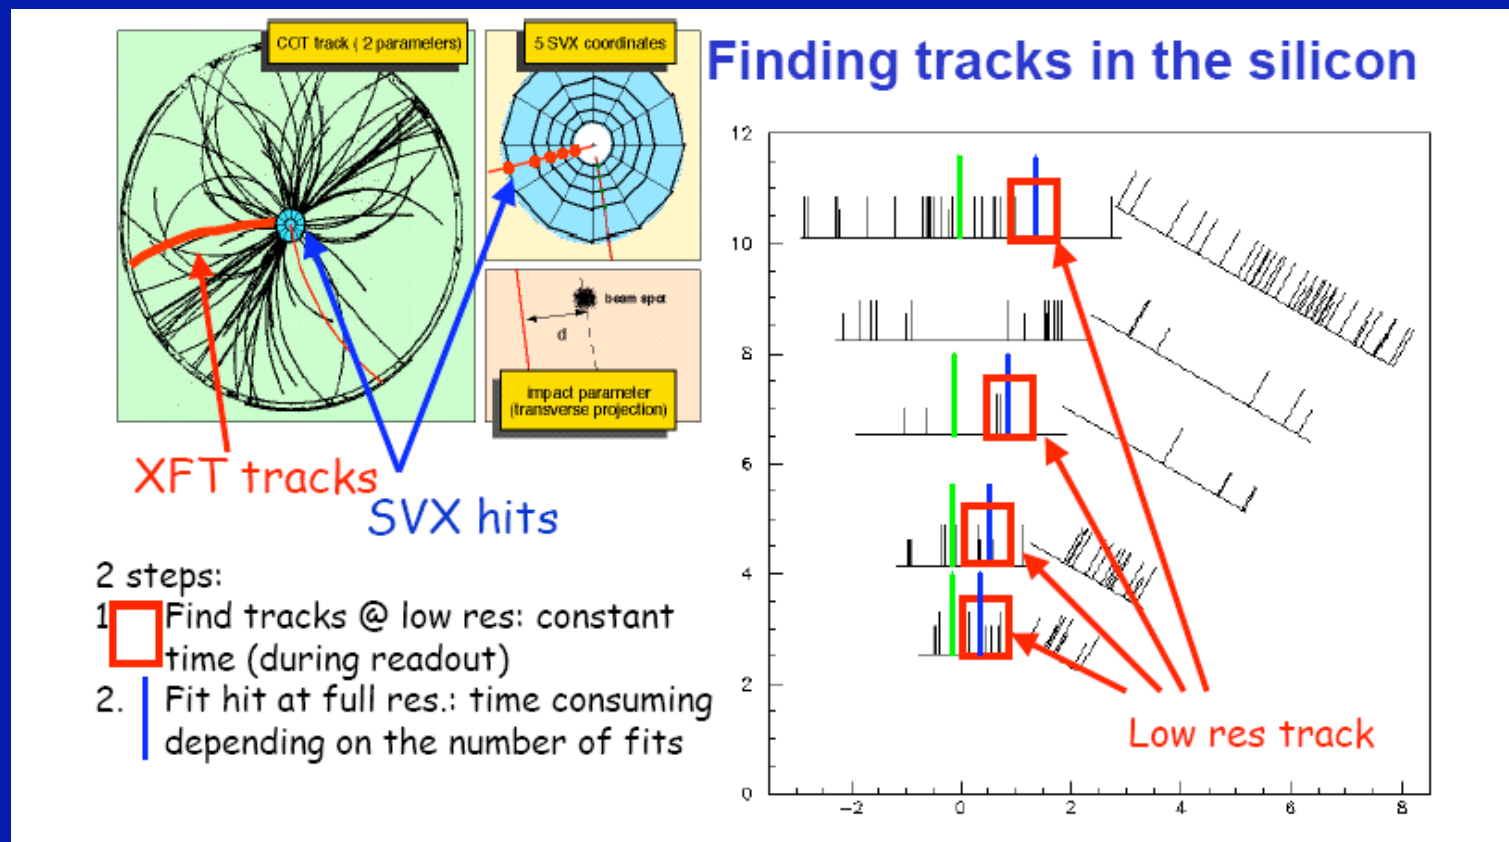 COT track ( 2 parameters)
5 SVX coordinates
Finding tracks in the silicon
beam spot
d
impact parameter
(transverse projection)
XFT tracks
SVX hits
2 steps:
1 Find tracks @ low res: constant
time (during readout)
2. Fit hit at full res.: time consuming
depending on the number of fits
12
10
8
6
4
2
0
−2 0 2 4 6 8
Low res track